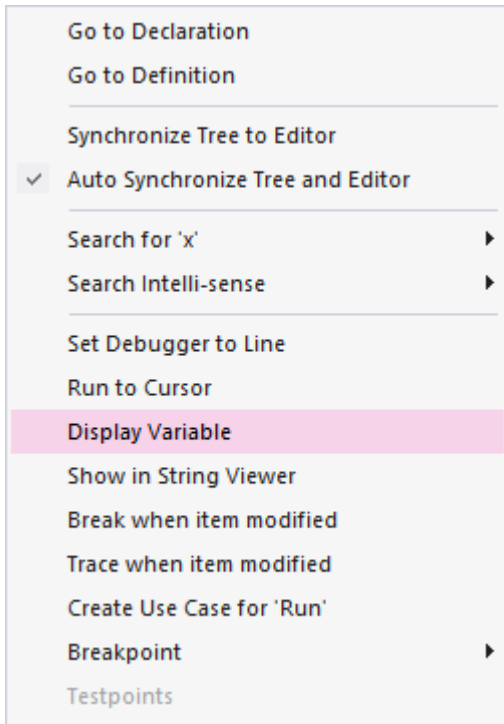 Go to Declaration
Go to Definition
Synchronize Tree to Editor
Auto Synchronize Tree and Editor
Search for 'x'
Search Intelli-sense
Set Debugger to Line
Run to Cursor
Display Variable
Show in String Viewer
Break when item modified
Trace when item modified
Create Use Case for 'Run'
Breakpoint
Testpoints